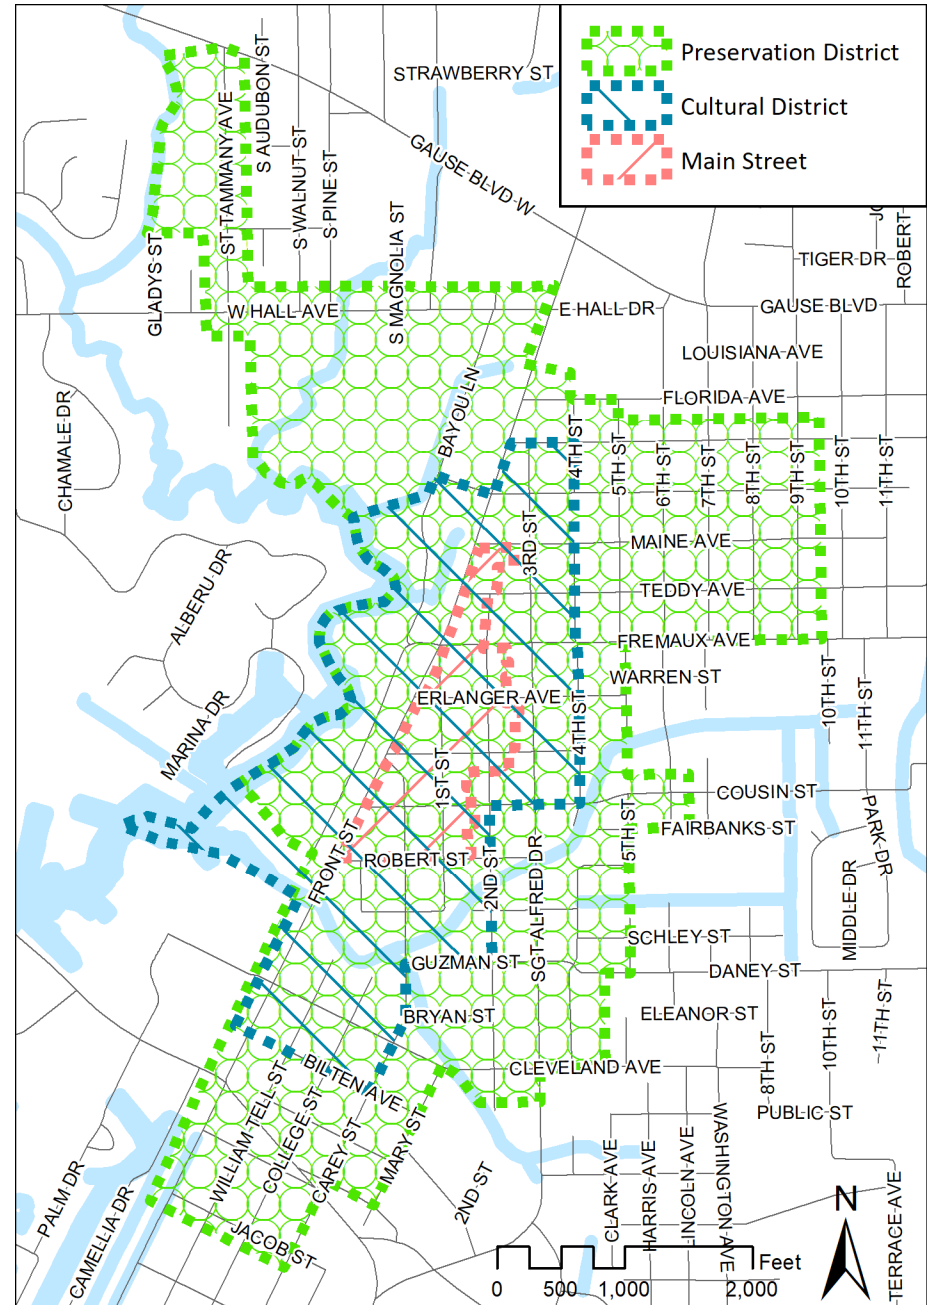 Preservation District
Cultural District
Main Street
STRAWBERRY ST
S AUDUBON ST
ST TAMMANY AVE
S WALNUT ST
S PINE ST
GAUSE BLVD W
S MAGNOLIA ST
GLADYS ST
W HALL AVE
E HALL DR
TIGER DR
ROBERT
GAUSE BLVD
LOUISIANA AVE
FLORIDA AVE
CHAMALE DR
BAYOU LN
4TH ST
5TH ST
6TH ST
7TH ST
8TH ST
9TH ST
10TH ST
11TH ST
3RD ST
MAINE AVE
TEDDY AVE
ALBERU DR
FREMAUX AVE
WARREN ST
ERLANGER AVE
4TH ST
10TH ST
11TH ST
MARINA DR
1ST ST
COUSIN ST
FAIRBANKS ST
5TH ST
PARK DR
FRONT ST
ROBERT ST
2ND ST
SGT ALFRED DR
MIDDLE DR
SCHLEY ST
GUZMAN ST
DANEY ST
BRYAN ST
ELEANOR ST
8TH ST
10TH ST
11TH ST
CLEVELAND AVE
BILTEN AVE
PUBLIC ST
WILLIAM TELL ST
COLLEGE ST
CAREY ST
MARY ST
2ND ST
CLARK AVE
HARRIS AVE
LINCOLN AVE
WASHINGTON AVE
PALM DR
CAMELLIA DR
JACOB ST
TERRACE AVE
N
Feet
0 500 1,000 2,000